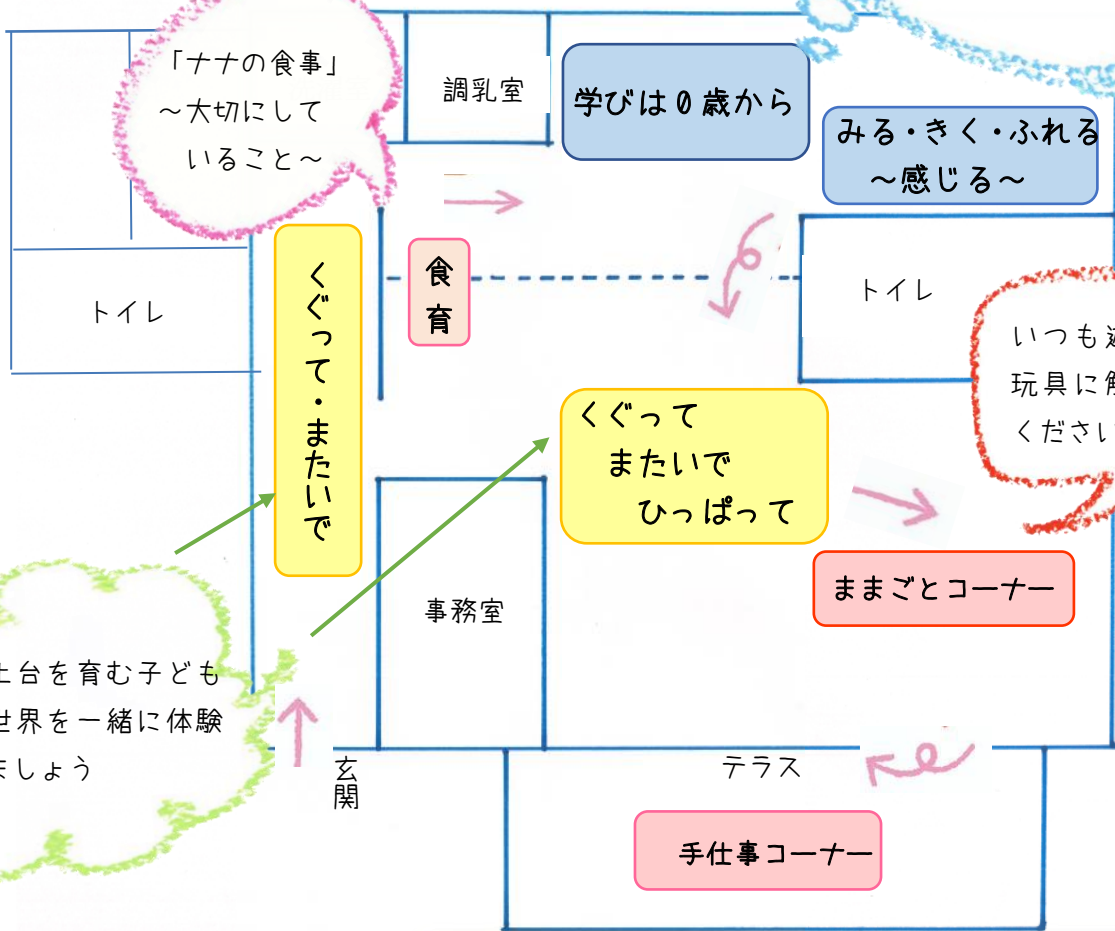 「ナナの食事」
～大切にして
いること～
調乳室
学びは０歳から
みる・きく・ふれる
～感じる～
トイレ
くぐって・またいで
食育
トイレ
いつも
玩具に
ください
くぐって
またいで
ひっぱって
ままごとコーナー
事務室
土台を育む子ども
世界を一緒に体験
ましょう
玄関
テラス
手仕事コーナー